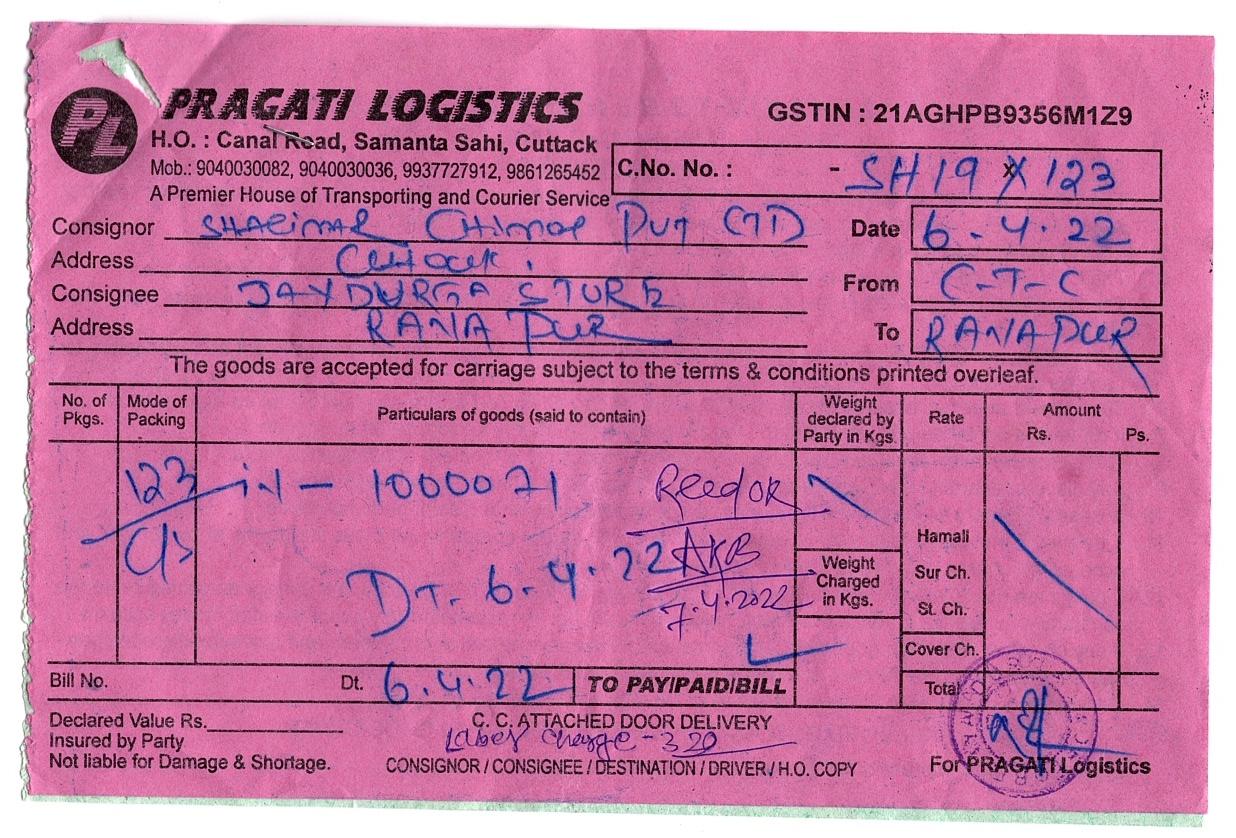 PL PRAGATI LOGISTICS
GSTIN : 21AGHPB9356M1Z9
H.O. : Canal Road, Samanta Sahi, Cuttack
Mob.: 9040030082, 9040030036, 9937727912, 9861265452
A Premier House of Transporting and Courier Service
C.No. No. : - SH 19 X 123
Consignor
Date 6-4.22
Address
From C-T-C
Consignee JAYDURGA STORE
Address RANAPUR
To RANAPUR
The goods are accepted for carriage subject to the terms & conditions printed overleaf.
No. of Pkgs. Mode of Packing Particulars of goods (said to contain) Weight declared by Party in Kgs. Rate Amount Rs. Ps.
123 - 1000071
C/s
AKB
Dt. 6.4.22
7.4.2022
Weight Charged in Kgs.
Hamali
Sur Ch.
St. Ch.
Cover Ch.
Bill No. Dt. 6.4.22 TO PAY/PAID/BILL
Total
Declared Value Rs.
C. C. ATTACHED DOOR DELIVERY
Insured by Party
Charge - 320
Not liable for Damage & Shortage.
CONSIGNOR / CONSIGNEE / DESTINATION / DRIVER / H.O. COPY
For PRAGATI Logistics